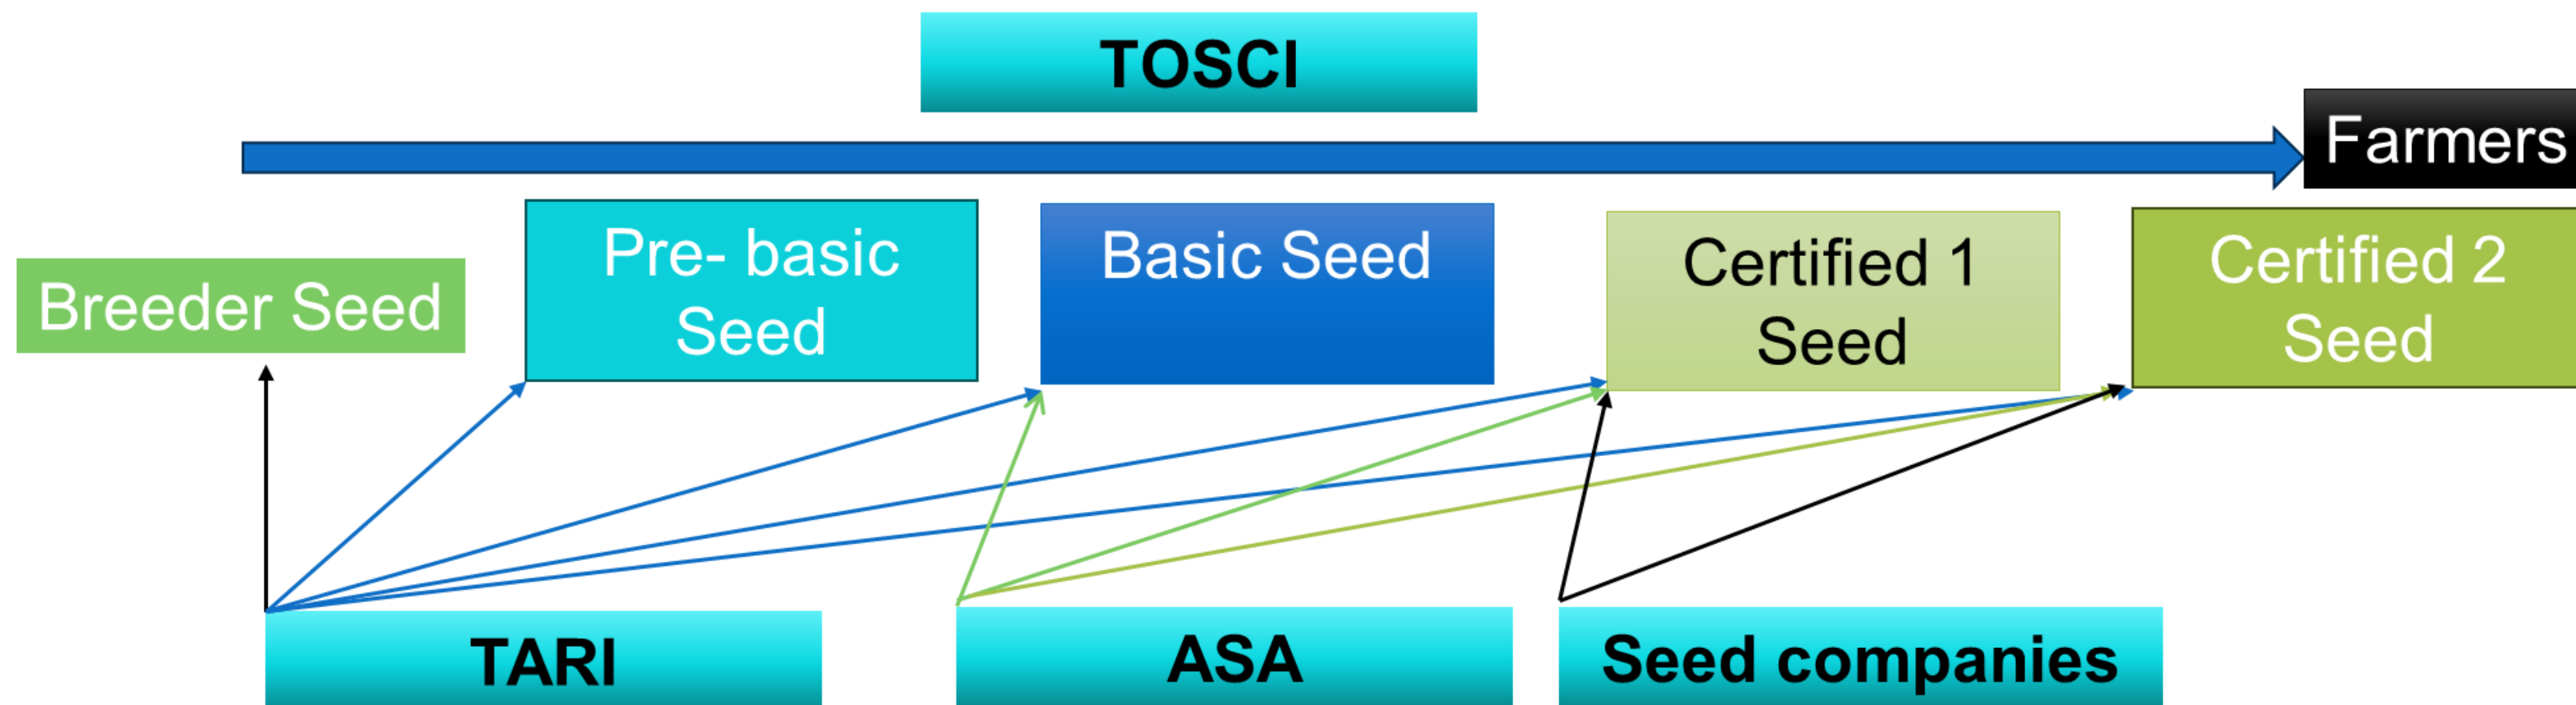 TOSCI
Farmers
Breeder Seed
Pre- basic
Seed
Basic Seed
Certified 1
Seed
Certified 2
Seed
TARI
ASA
Seed companies